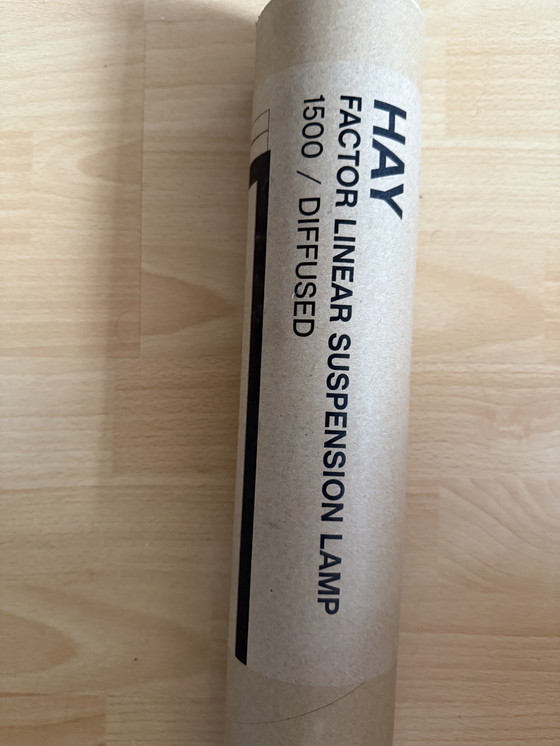 HAY
FACTOR LINEAR SUSPENSION LAMP
1500 / DIFFUSED